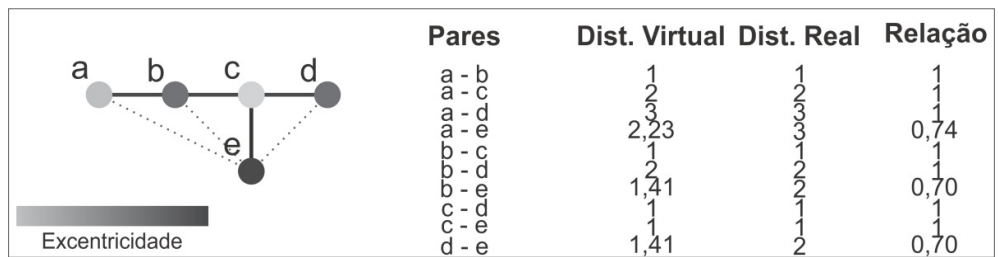 a b c d
e
Excentricidade
Pares Dist. Virtual Dist. Real Relação
a - b 1 1 1
a - c 2 2 1
a - d 3 3 1
a - e 2,23 3 0,74
b - c 1 1 1
b - d 2 2 1
b - e 1,41 2 0,70
c - d 1 1 1
c - e 1 1 1
d - e 1,41 2 0,70